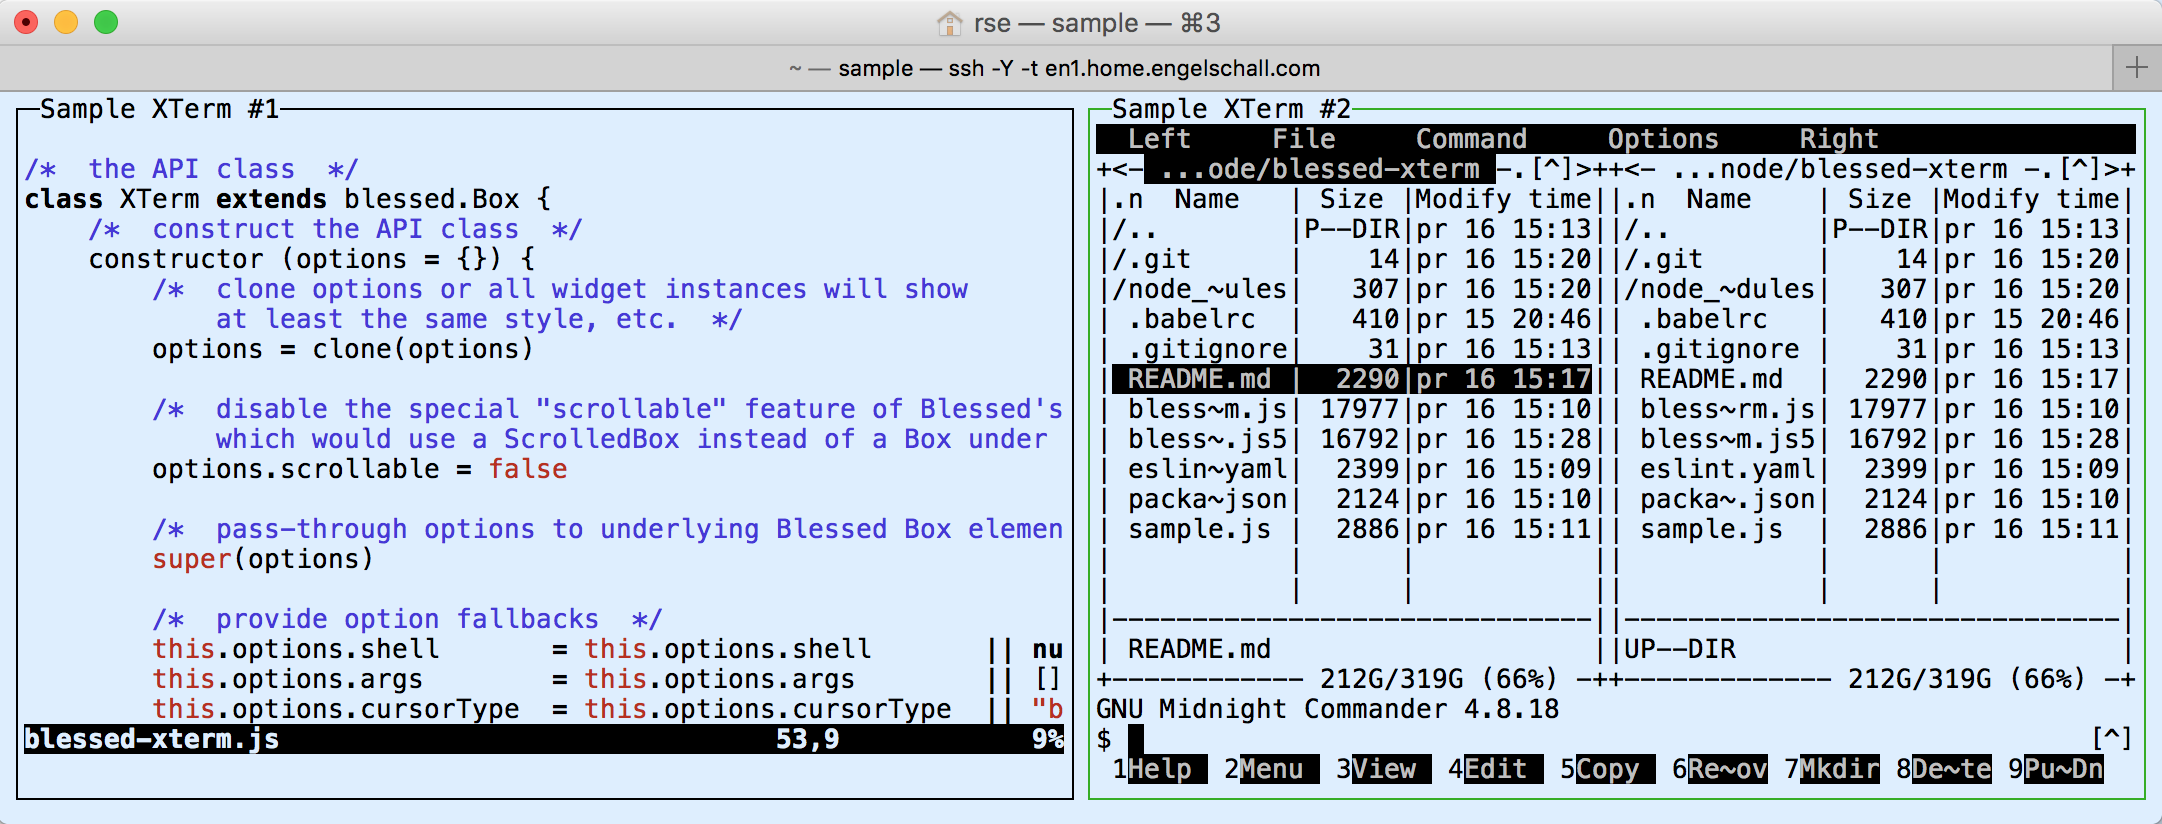 rse — sample — ⌘3
~ — sample — ssh -Y -t en1.home.engelschall.com +
Sample XTerm #1
/*  the API class  */
class XTerm extends blessed.Box {
    /*  construct the API class  */
    constructor (options = {}) {
        /*  clone options or all widget instances will show
            at least the same style, etc.  */
        options = clone(options)
        /*  disable the special "scrollable" feature of Blessed's
            which would use a ScrolledBox instead of a Box under
        options.scrollable = false
        /*  pass-through options to underlying Blessed Box elemen
        super(options)
        /*  provide option fallbacks  */
        this.options.shell       = this.options.shell       || nu
        this.options.args        = this.options.args        || []
        this.options.cursorType  = this.options.cursorType  || "b
blessed-xterm.js                               53,9            9%
Sample XTerm #2
  Left     File     Command     Options     Right
+<- ...ode/blessed-xterm -.[^]>++<- ...node/blessed-xterm -.[^]>+
|.n  Name   | Size |Modify time||.n  Name    | Size |Modify time|
|/..        |P--DIR|pr 16 15:13||/..         |P--DIR|pr 16 15:13|
|/.git      |    14|pr 16 15:20||/.git       |    14|pr 16 15:20|
|/node_~ules|   307|pr 16 15:20||/node_~dules|   307|pr 16 15:20|
| .babelrc  |   410|pr 15 20:46|| .babelrc   |   410|pr 15 20:46|
| .gitignore|    31|pr 16 15:13|| .gitignore |    31|pr 16 15:13|
| README.md |  2290|pr 16 15:17|| README.md  |  2290|pr 16 15:17|
| bless~m.js| 17977|pr 16 15:10|| bless~rm.js| 17977|pr 16 15:10|
| bless~.js5| 16792|pr 16 15:28|| bless~m.js5| 16792|pr 16 15:28|
| eslin~yaml|  2399|pr 16 15:09|| eslint.yaml|  2399|pr 16 15:09|
| packa~json|  2124|pr 16 15:10|| packa~.json|  2124|pr 16 15:10|
| sample.js |  2886|pr 16 15:11|| sample.js  |  2886|pr 16 15:11|
| README.md                    ||UP--DIR                        |
+------------ 212G/319G (66%) -++------------- 212G/319G (66%) -+
GNU Midnight Commander 4.8.18
$                                                             [^]
 1Help  2Menu  3View  4Edit  5Copy  6Re~ov 7Mkdir 8De~te 9Pu~Dn